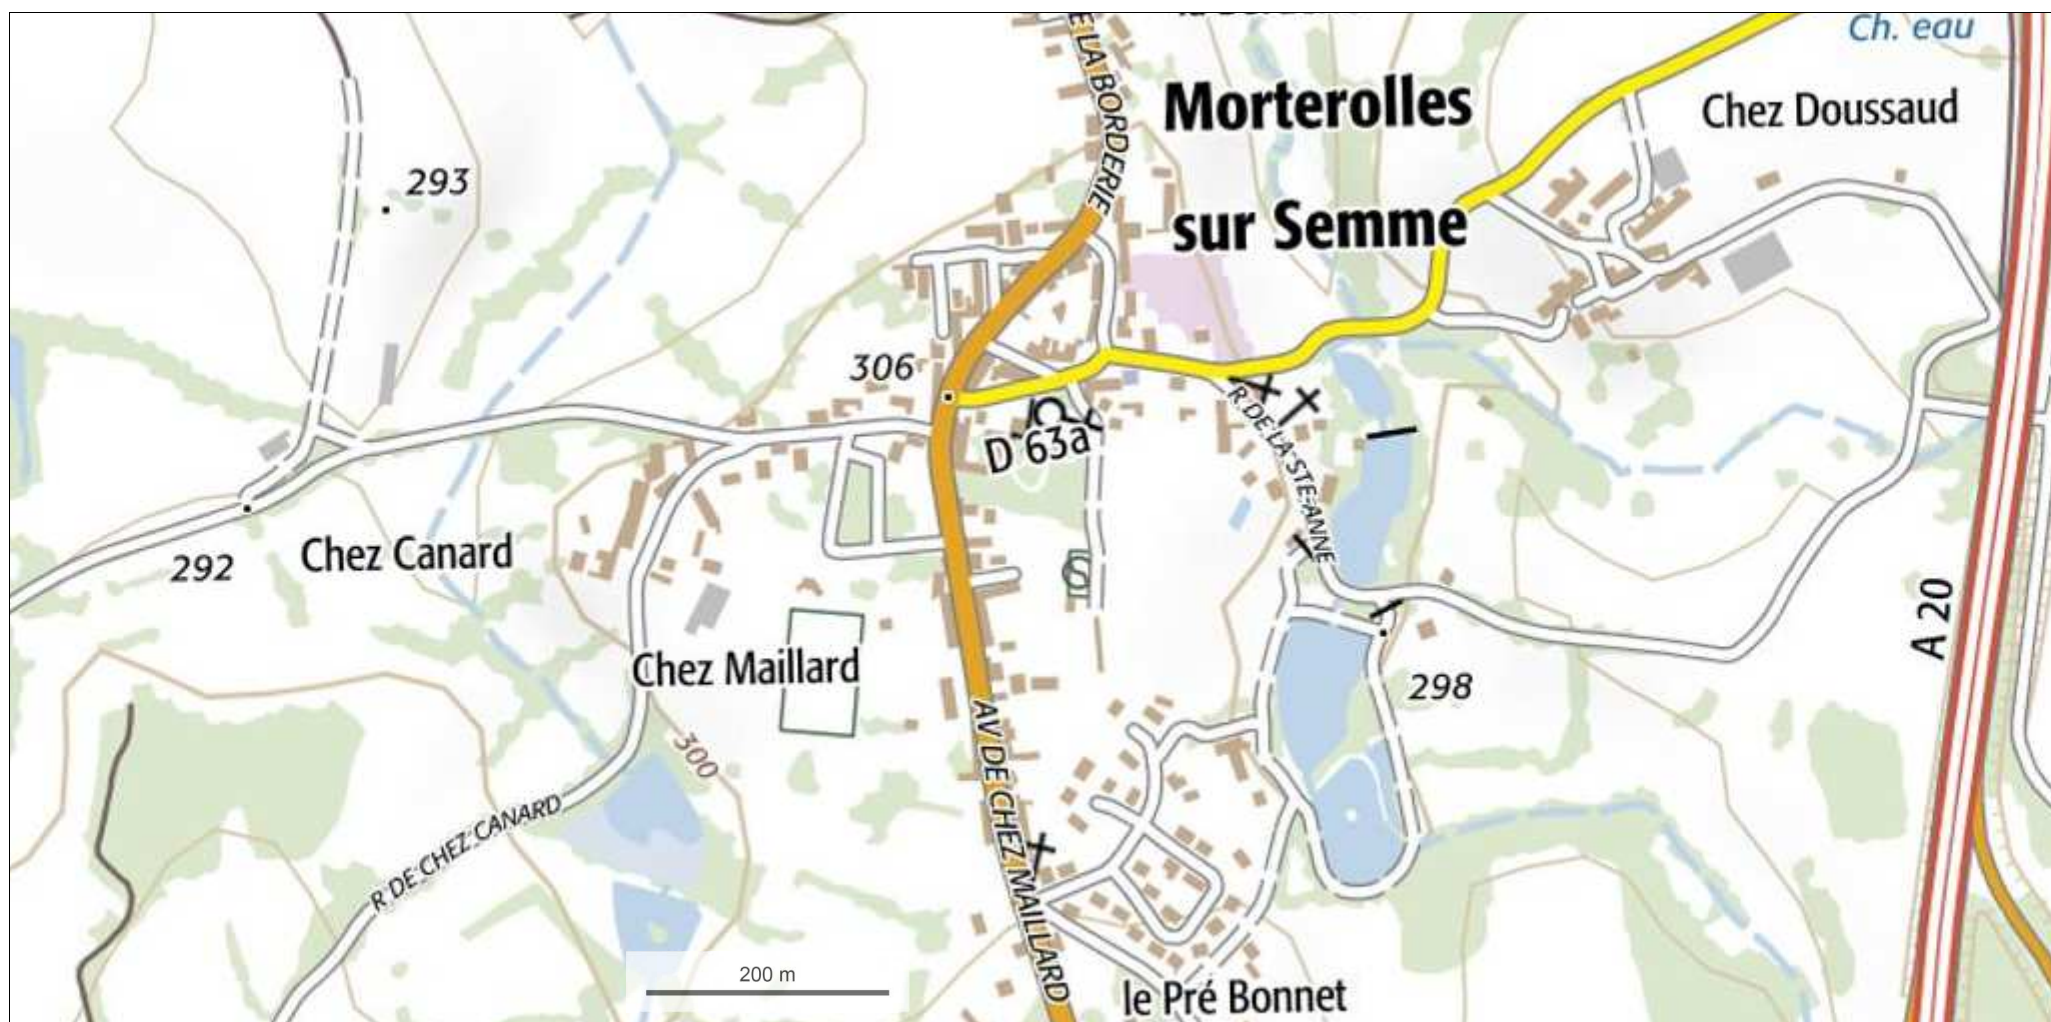 Ch. eau
E LA BORDERIE
Morterolles
sur Semme
Chez Doussaud
293
306
D 63a
R DE LA STE-ANNE
292
Chez Canard
A 20
Chez Maillard
298
300
AV DE CHEZ MAILLARD
R DE CHEZ CANARD
200 m
le Pré Bonnet